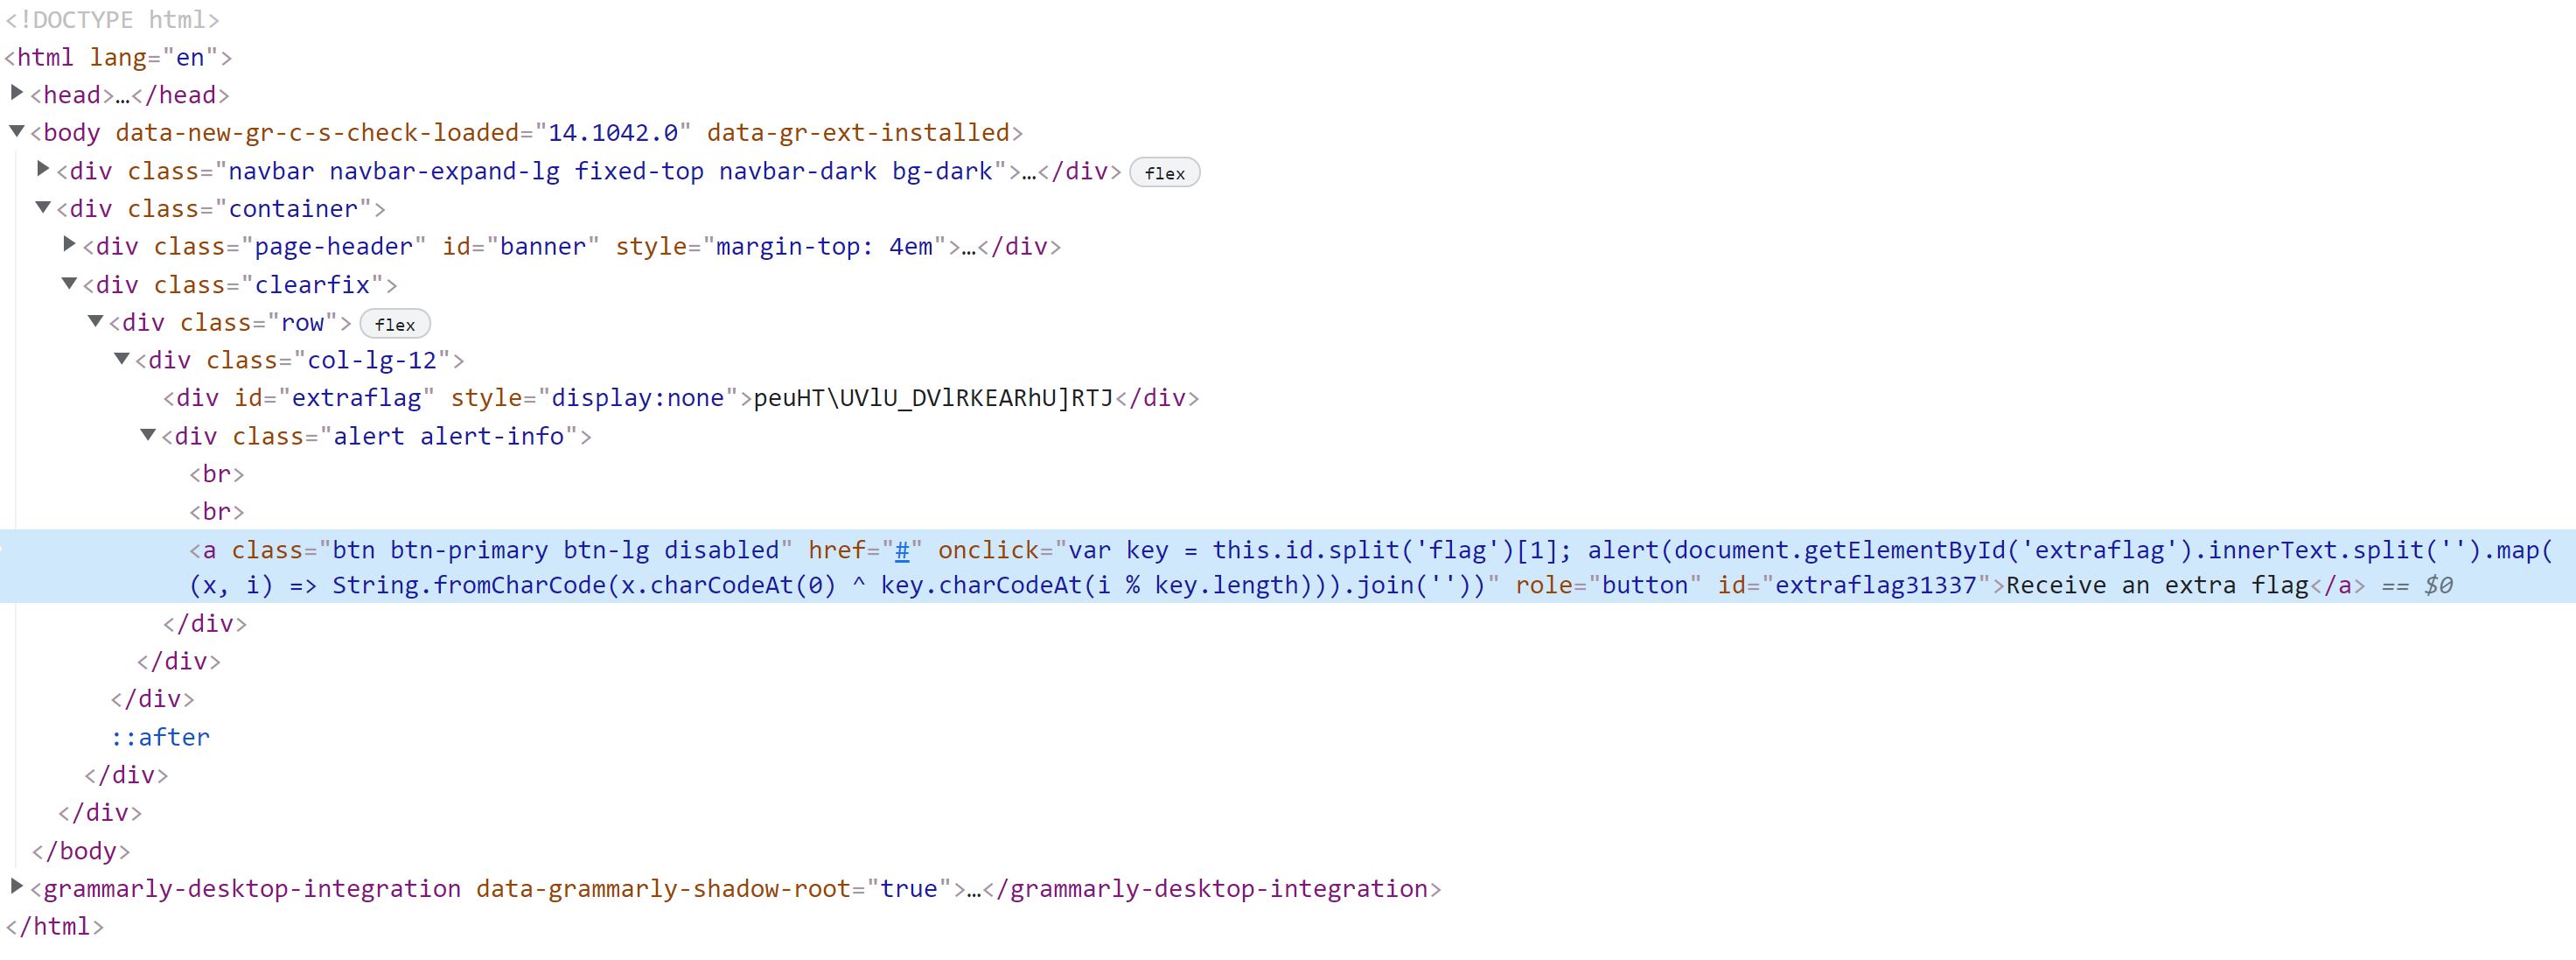 <!DOCTYPE html>
<html lang="en">
<head>…</head>
<body data-new-gr-c-s-check-loaded="14.1042.0" data-gr-ext-installed>
<div class="navbar navbar-expand-lg fixed-top navbar-dark bg-dark">…</div> flex
<div class="container">
<div class="page-header" id="banner" style="margin-top: 4em">…</div>
<div class="clearfix">
<div class="row"> flex
<div class="col-lg-12">
<div id="extraflag" style="display:none">peuHT\UVlU_DVlRKEARhU]RTJ</div>
<div class="alert alert-info">
<br>
<br>
<a class="btn btn-primary btn-lg disabled" href="#" onclick="var key = this.id.split('flag')[1]; alert(document.getElementById('extraflag').innerText.split('').map(
(x, i) => String.fromCharCode(x.charCodeAt(0) ^ key.charCodeAt(i % key.length))).join(''))" role="button" id="extraflag31337">Receive an extra flag</a> == $0
</div>
</div>
</div>
::after
</div>
</div>
</body>
<grammarly-desktop-integration data-grammarly-shadow-root="true">…</grammarly-desktop-integration>
</html>